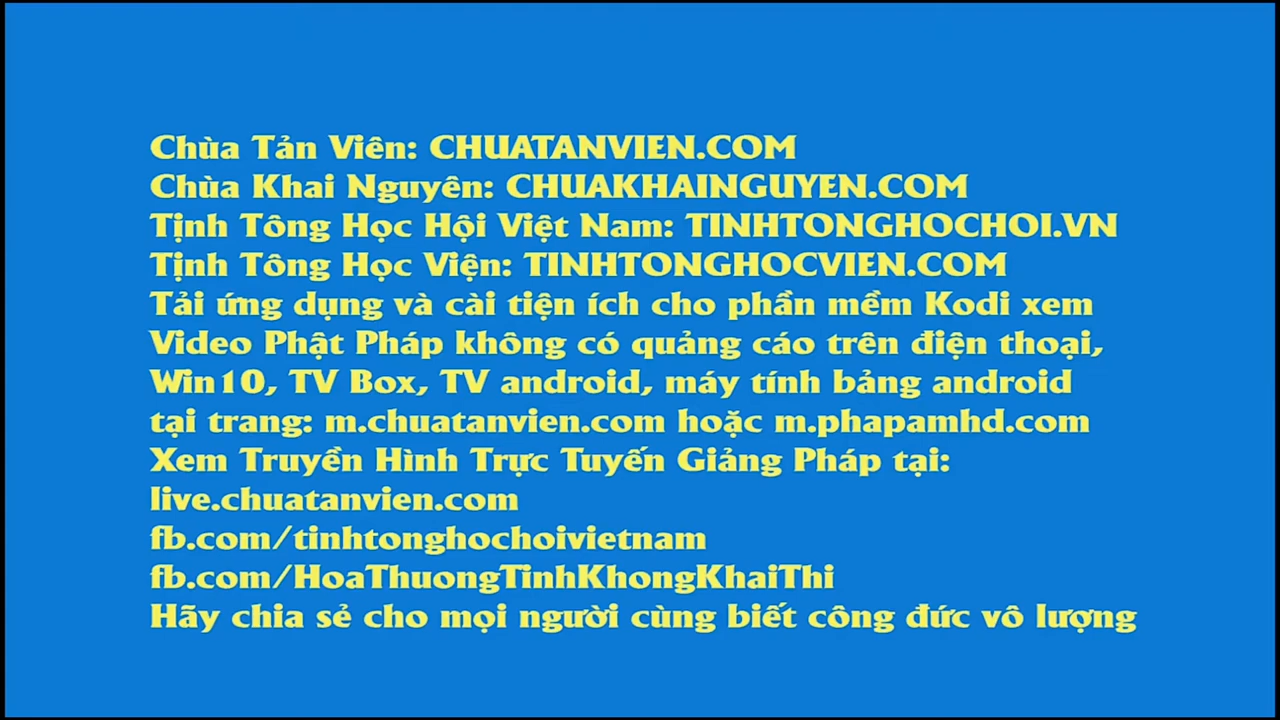 Chùa Tản Viên: CHUATANVIEN.COM
Chùa Khai Nguyên: CHUAKHAINGUYEN.COM
Tịnh Tông Học Hội Việt Nam: TINHTONGHOCHOI.VN
Tịnh Tông Học Viện: TINHTONGHOCVIEN.COM
Tải ứng dụng và cài tiện ích cho phần mềm Kodi xem
Video Phật Pháp không có quảng cáo trên điện thoại,
Win10, TV Box, TV android, máy tính bảng android
tại trang: m.chuatanvien.com hoặc m.phapamhd.com
Xem Truyền Hình Trực Tuyến Giảng Pháp tại:
live.chuatanvien.com
fb.com/tinhtonghochoivietnam
fb.com/HoaThuongTinhKhongKhaiThi
Hãy chia sẻ cho mọi người cùng biết công đức vô lượng